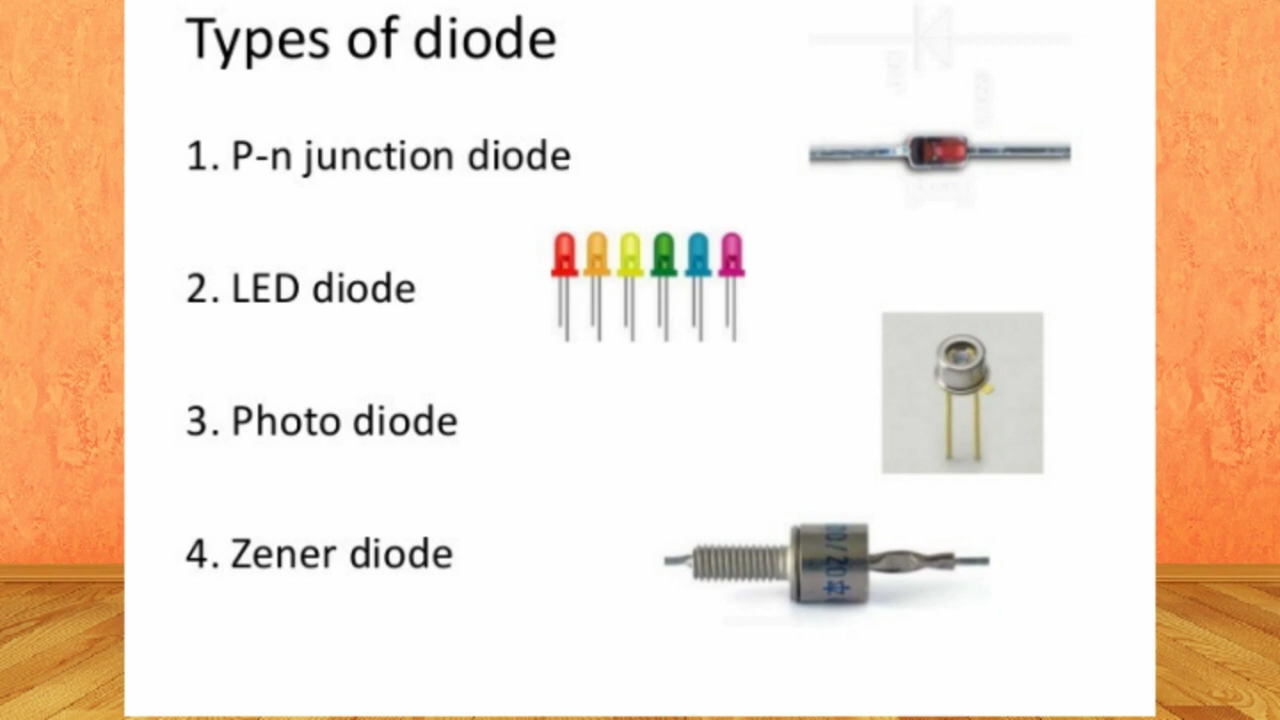 Types of diode
1. P-n junction diode
2. LED diode
3. Photo diode
4. Zener diode